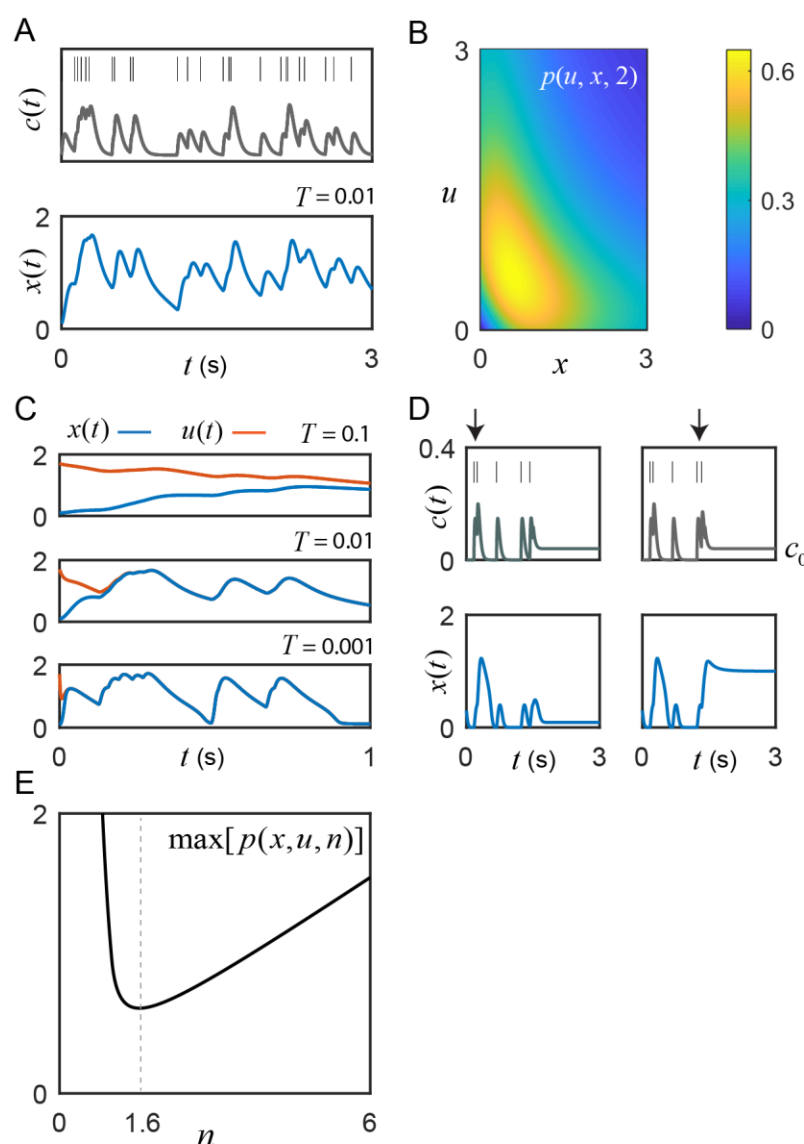 A
c(t)
T = 0.01
2
x(t)
0
0
3
t (s)
B
3
p(u, x, 2)
u
0
0
3
x
0.6
0.3
0
C
x(t)
u(t)
T = 0.1
2
0
T = 0.01
2
0
T = 0.001
2
0
0
1
t (s)
D
0.4
c(t)
0
c₀
2
x(t)
0
0
3
0
3
t (s)
t (s)
E
2
max[p(x,u,n)]
0
0
1.6
6
n